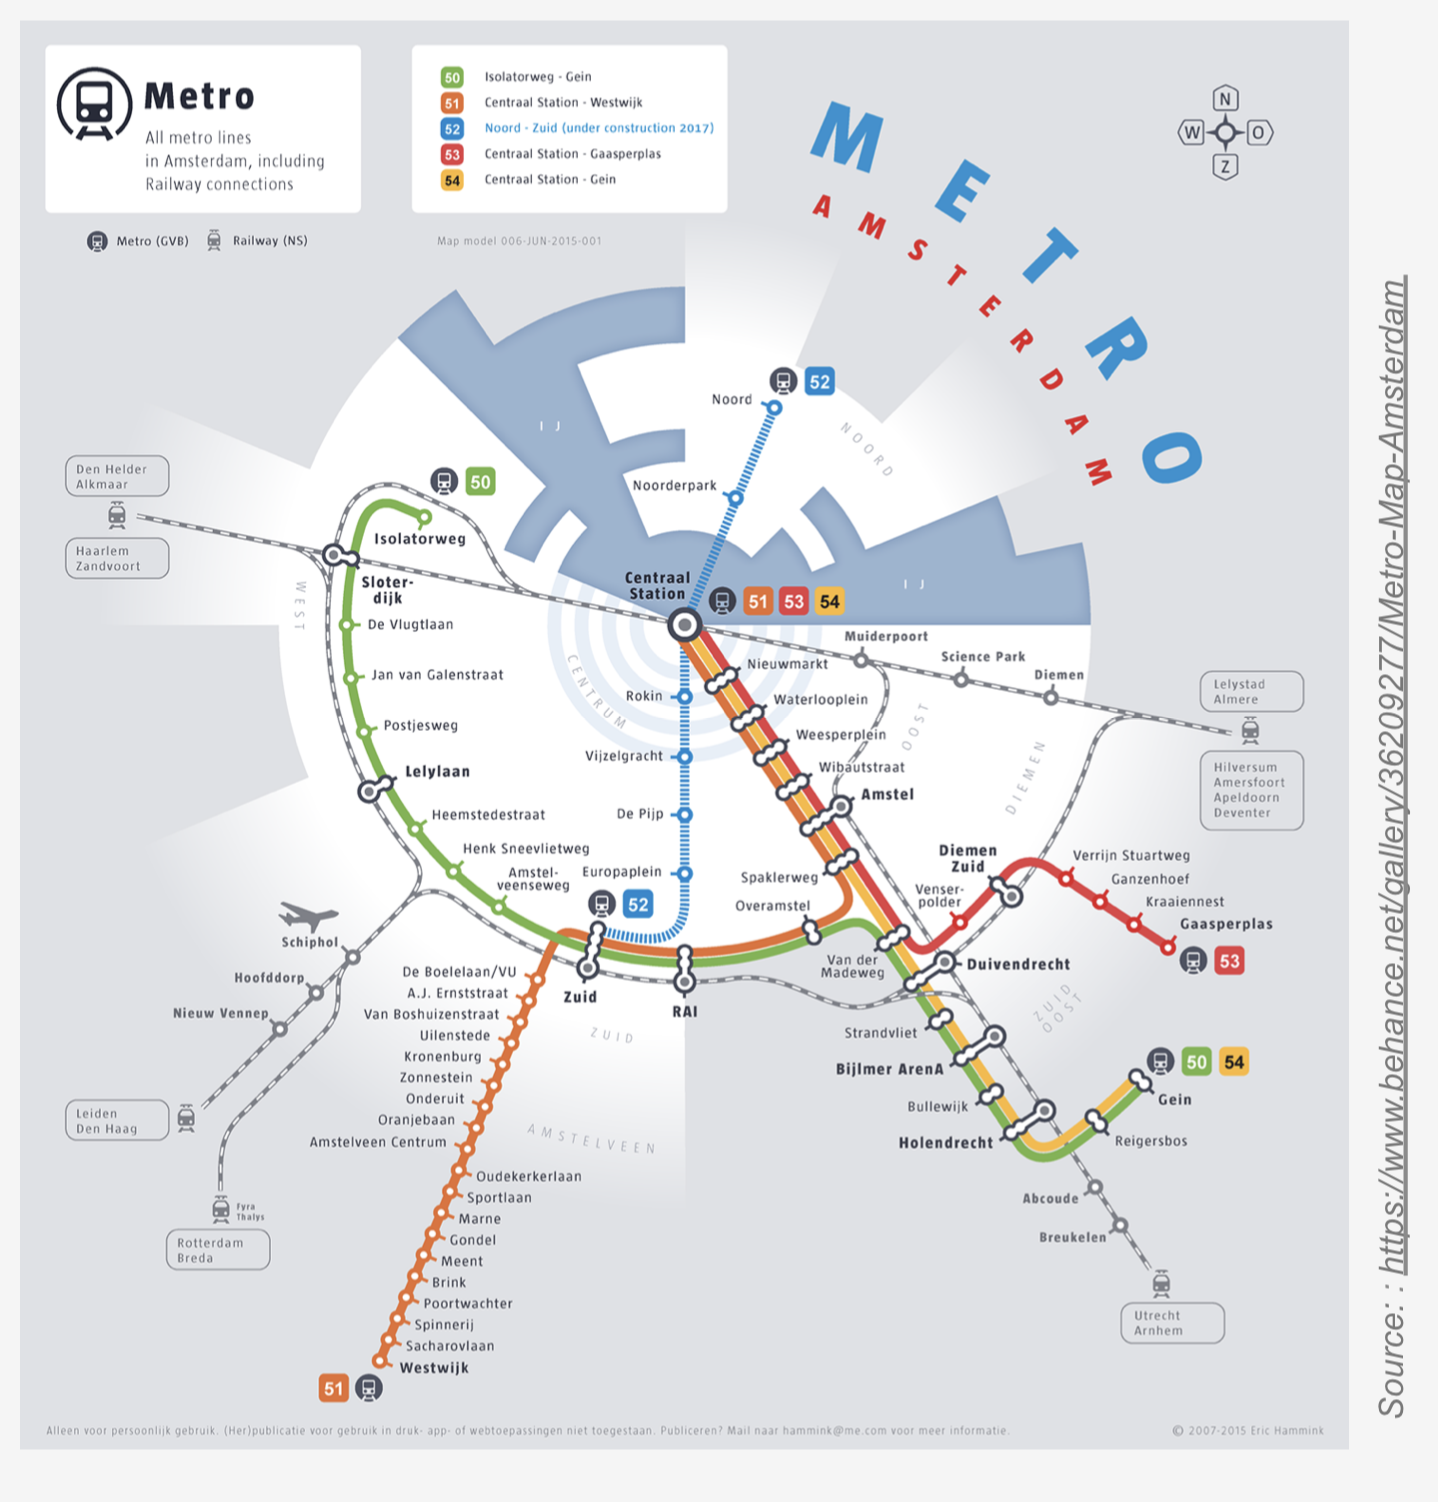 Metro
All metro lines
in Amsterdam, including
Railway connections
Metro (GVB)
Railway (NS)
50 Isolatorweg - Gein
51 Centraal Station - Westwijk
52 Noord - Zuid (under construction 2017)
53 Centraal Station - Gaasperplas
54 Centraal Station - Gein
Map model 006-JUN-2015-001
METRO
AMSTERDAM
N
W
O
Z
I J
Noord
52
NOORD
Noorderpark
Den Helder
Alkmaar
Haarlem
Zandvoort
50
Isolatorweg
Sloter-
dijk
WEST
De Vlugtlaan
Jan van Galenstraat
Postjesweg
Lelylaan
Heemstedestraat
Henk Sneevlietweg
Amstel-
veenseweg
Centraal
Station
51 53 54
I J
CENTRUM
Rokin
Vijzelgracht
De Pijp
Europaplein
52
Nieuwmarkt
Waterlooplein
Weesperplein
Wibautstraat
Amstel
Spaklerweg
Overamstel
Van der
Madeweg
Muiderpoort
Science Park
Diemen
OOST
DIEMEN
Lelystad
Almere
Hilversum
Amersfoort
Apeldoorn
Deventer
Diemen
Zuid
Venser-
polder
Verrijn Stuartweg
Ganzenhoef
Kraaiennest
Gaasperplas
53
Duivendrecht
ZUID
OOST
Strandvliet
Bijlmer ArenA
Bullewijk
Holendrecht
50 54
Gein
Reigersbos
Abcoude
Breukelen
Utrecht
Arnhem
Schiphol
Hoofddorp
Nieuw Vennep
Leiden
Den Haag
Fyra
Thalys
Rotterdam
Breda
Zuid
RAI
ZUID
AMSTELVEEN
De Boelelaan/VU
A.J. Ernststraat
Van Boshuizenstraat
Uilenstede
Kronenburg
Zonnestein
Onderuit
Oranjebaan
Amstelveen Centrum
Oudekerkerlaan
Sportlaan
Marne
Gondel
Meent
Brink
Poortwachter
Spinnerij
Sacharovlaan
Westwijk
51
Alleen voor persoonlijk gebruik. (Her)publicatie voor gebruik in druk- app- of webtoepassingen niet toegestaan. Publiceren? Mail naar hammink@me.com voor meer informatie.
© 2007-2015 Eric Hammink
Source: : https://www.behance.net/gallery/36209277/Metro-Map-Amsterdam